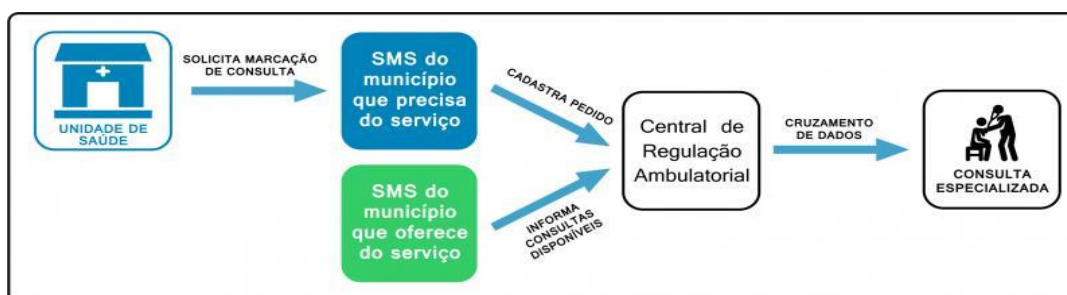 UNIDADE DE
SAÚDE
SOLICITA MARCAÇÃO
DE CONSULTA
SMS do
município
que precisa
do serviço
SMS do
município
que oferece
do serviço
CADASTRA PEDIDO
INFORMA
CONSULTAS
DISPONÍVEIS
Central de
Regulação
Ambulatorial
CRUZAMENTO
DE DADOS
CONSULTA
ESPECIALIZADA